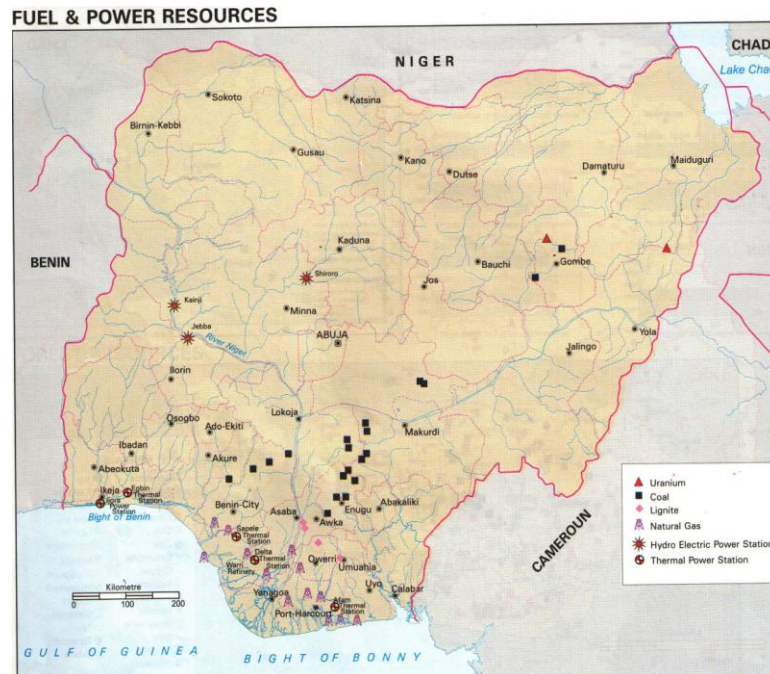 FUEL & POWER RESOURCES
NIGER
CHAD
Lake Cha
Sokoto
Katsina
Birnin-Kebbi
Gusau
Kano
Dutse
Damaturu
Maiduguri
Kaduna
BENIN
Shiroro
Bauchi
Gombe
Kainji
Jos
Minna
Jebba
ABUJA
River Niger
Yola
Jalingo
Ilorin
Lokoja
Osogbo
Ado-Ekiti
Makurdi
Ibadan
Akure
Abeokuta
Ikeja
Egbin
Thermal
Station
Power
Station
Bight of Benin
Benin-City
Asaba
Awka
Enugu
Abakaliki
Sapele
Thermal
Station
Delta
Thermal
Station
Warri
Refinery
Owerri
Umuahia
Uyo
Calabar
Yanagoa
Port-Harcourt
Afam
Thermal
Station
Kilometre
0 100 200
CAMEROUN
Uranium
Coal
Lignite
Natural Gas
Hydro Electric Power Station
Thermal Power Station
GULF OF GUINEA
BIGHT OF BONNY